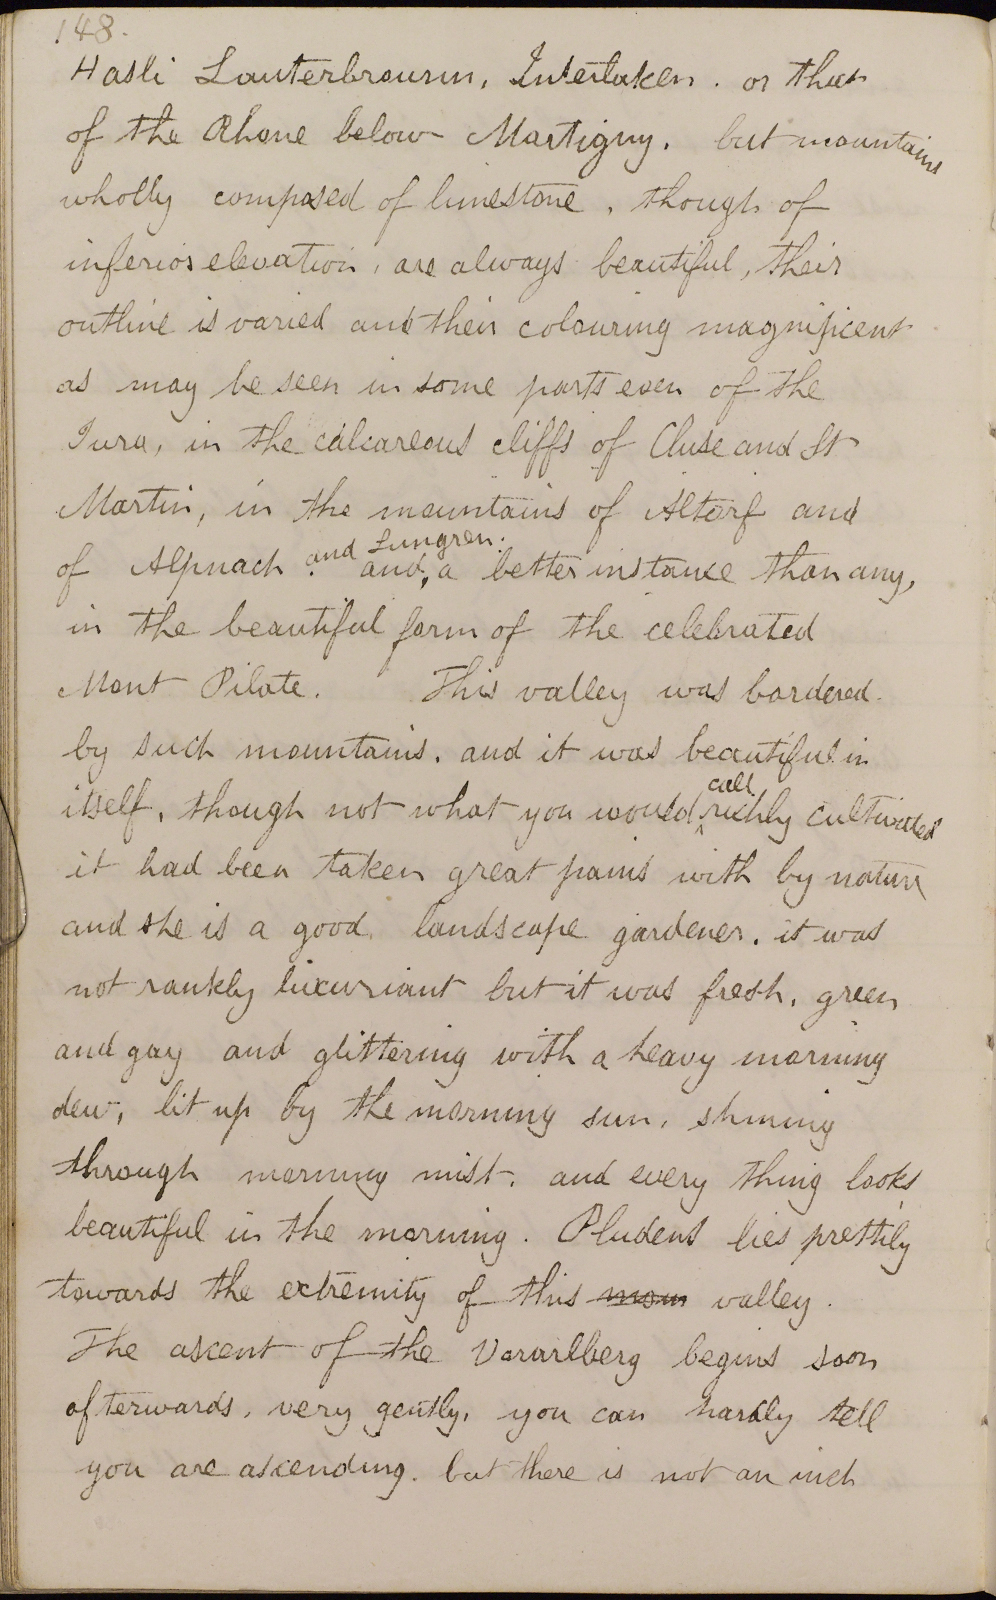 148.
Hasli Lauterbrounn, Interlaken. or that
of the Rhone below Martigny. but mountains
wholly composed of limestone, though of
inferior elevation, are always beautiful, their
outline is varied and their colouring magnificent
as may be seen in some parts even of the
Jura, in the calcareous cliffs of Cluse and St
Martin, in the mountains of Altorf and
of Alpnach and Lungren. and, a better instance than any,
in the beautiful form of the celebrated
Mont Pilate. This valley was bordered
by such mountains. and it was beautiful in
itself, though not what you would call richly cultivated
it had been taken great pains with by nature
and she is a good landscape gardener. it was
not rankly luxuriant but it was fresh, green
and gay and glittering with a heavy morning
dew, lit up by the morning sun, shining
through morning mist. and every thing looks
beautiful in the morning. Pludens lies prettily
towards the extremity of this moun valley.
The ascent of the Vorarlberg begins soon
afterwards, very gently, you can hardly tell
you are ascending. but there is not an inch